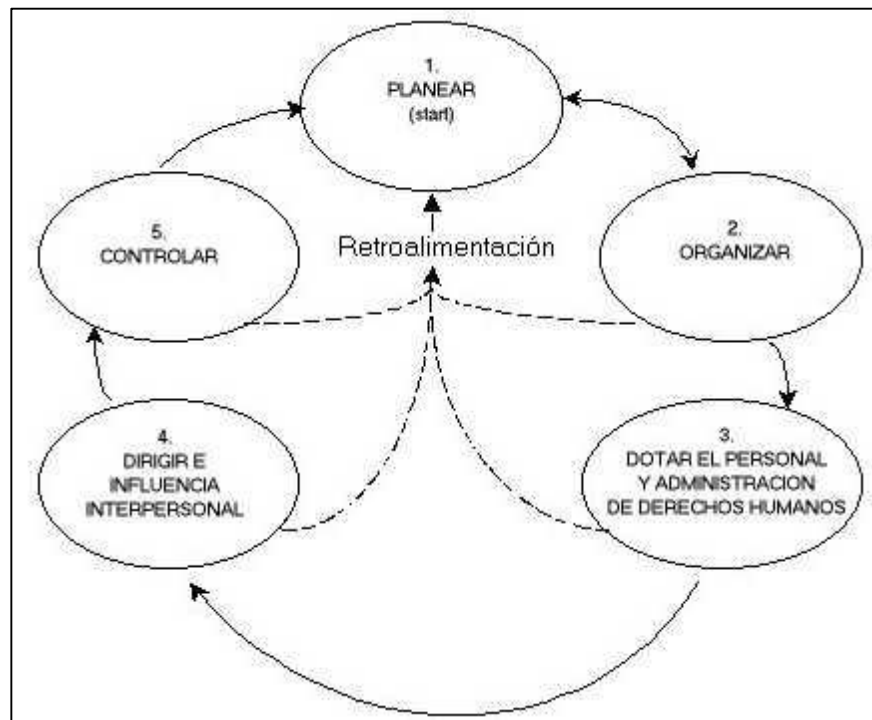 1.
PLANEAR
(start)
5.
CONTROLAR
Retroalimentación
2.
ORGANIZAR
4.
DIRIGIR E
INFLUENCIA
INTERPERSONAL
3.
DOTAR EL PERSONAL
Y ADMINISTRACION
DE DERECHOS HUMANOS